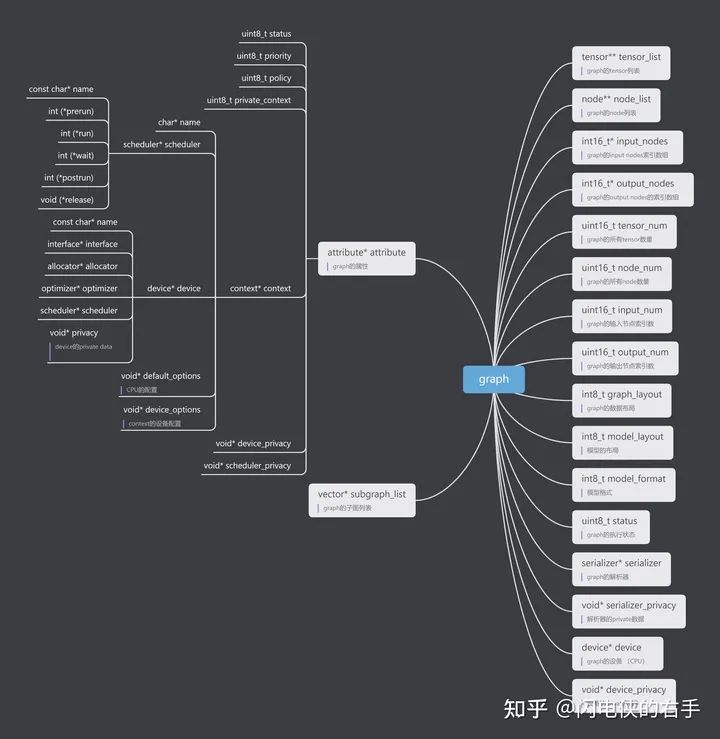 uint8_t status
uint8_t priority
uint8_t policy
uint8_t private_context
const char* name
int (*prerun)
int (*run)
int (*wait)
int (*postrun)
void (*release)
char* name
scheduler* scheduler
const char* name
interface* interface
allocator* allocator
optimizer* optimizer
scheduler* scheduler
void* privacy
device的private data
device* device
context* context
void* default_options
CPU的配置
void* device_options
context的设备配置
void* device_privacy
void* scheduler_privacy
attribute* attribute
graph的属性
vector* subgraph_list
graph的子图列表
graph
tensor** tensor_list
graph的tensor列表
node** node_list
graph的node列表
int16_t* input_nodes
graph的input nodes索引数组
int16_t* output_nodes
graph的output nodes的索引数组
uint16_t tensor_num
graph的所有tensor数量
uint16_t node_num
graph的所有node数量
uint16_t input_num
graph的输入节点索引数
uint16_t output_num
graph的输出节点索引数
int8_t graph_layout
graph的数据布局
int8_t model_layout
模型的布局
int8_t model_format
模型格式
uint8_t status
graph的执行状态
serializer* serializer
graph的解析器
void* serializer_privacy
解析器的private数据
device* device
graph的设备 (CPU)
void* device_privacy
知乎 @闪电侠的右手